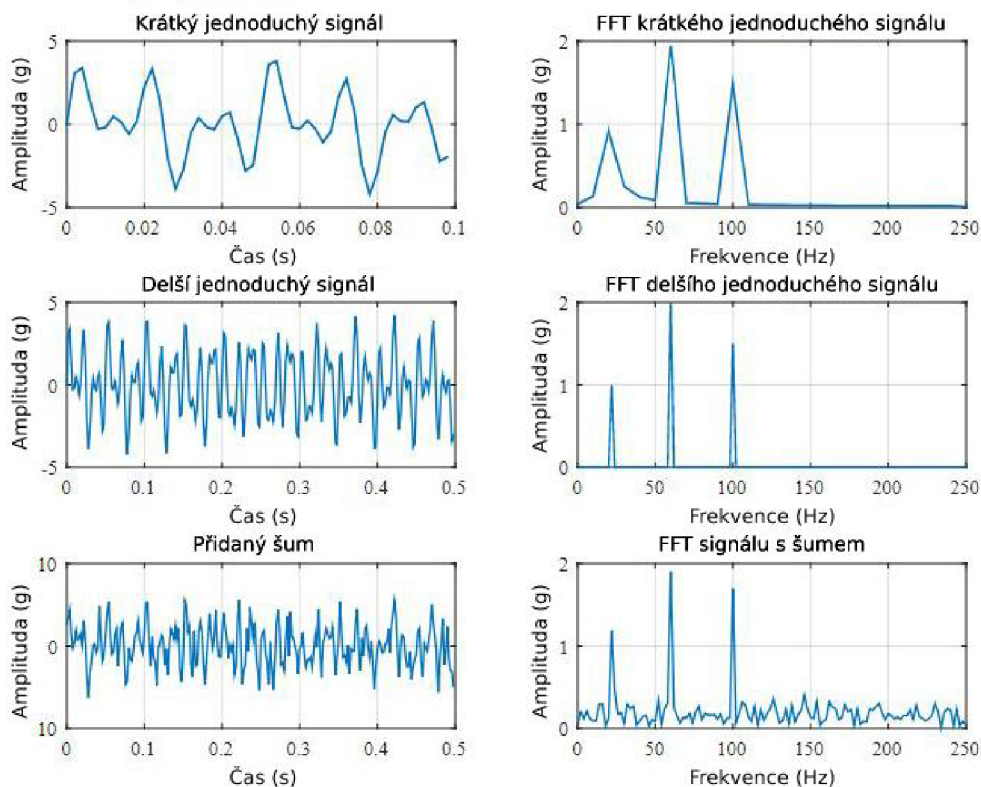 Krátký jednoduchý signál
5
0
-5
Amplituda (g)
0 0.02 0.04 0.06 0.08 0.1
Čas (s)
FFT krátkého jednoduchého signálu
2
1
0
Amplituda (g)
0 50 100 150 200 250
Frekvence (Hz)
Delší jednoduchý signál
5
0
-5
Amplituda (g)
0 0.1 0.2 0.3 0.4 0.5
Čas (s)
FFT delšího jednoduchého signálu
2
1
0
Amplituda (g)
0 50 100 150 200 250
Frekvence (Hz)
Přidaný šum
10
0
10
Amplituda (g)
0 0.1 0.2 0.3 0.4 0.5
Čas (s)
FFT signálu s šumem
2
1
0
Amplituda (g)
0 50 100 150 200 250
Frekvence (Hz)